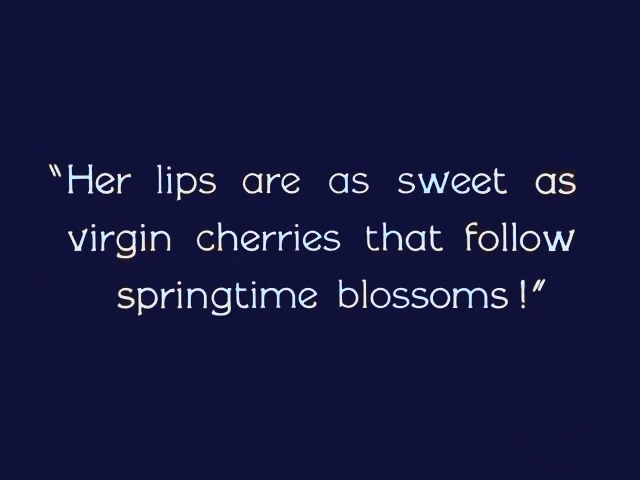 "Her lips are as sweet as
virgin cherries that follow
springtime blossoms!"